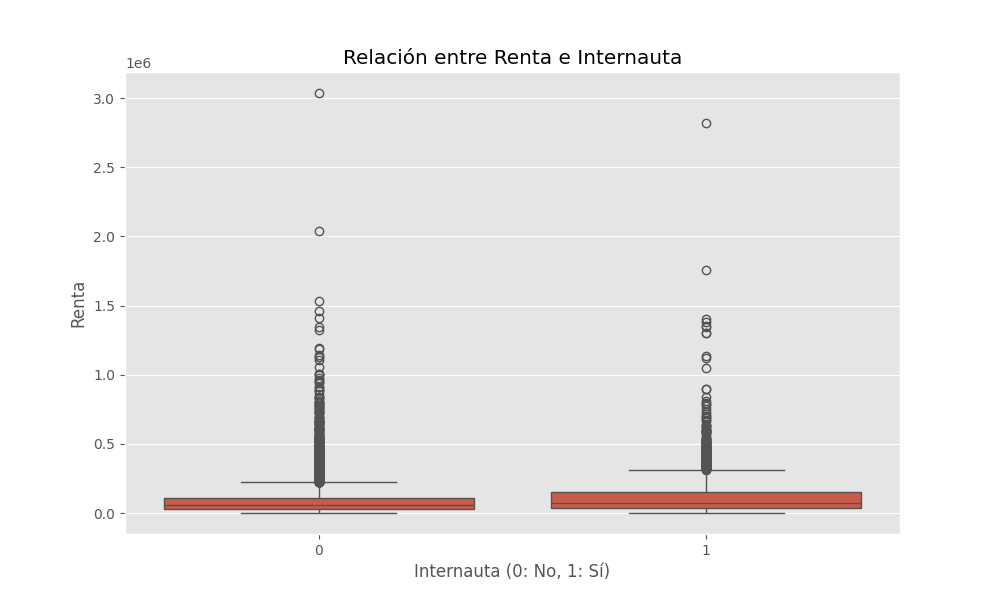 Relación entre Renta e Internauta
1e6
3.0
2.5
2.0
1.5
1.0
0.5
0.0
Renta
0 1
Internauta (0: No, 1: Sí)